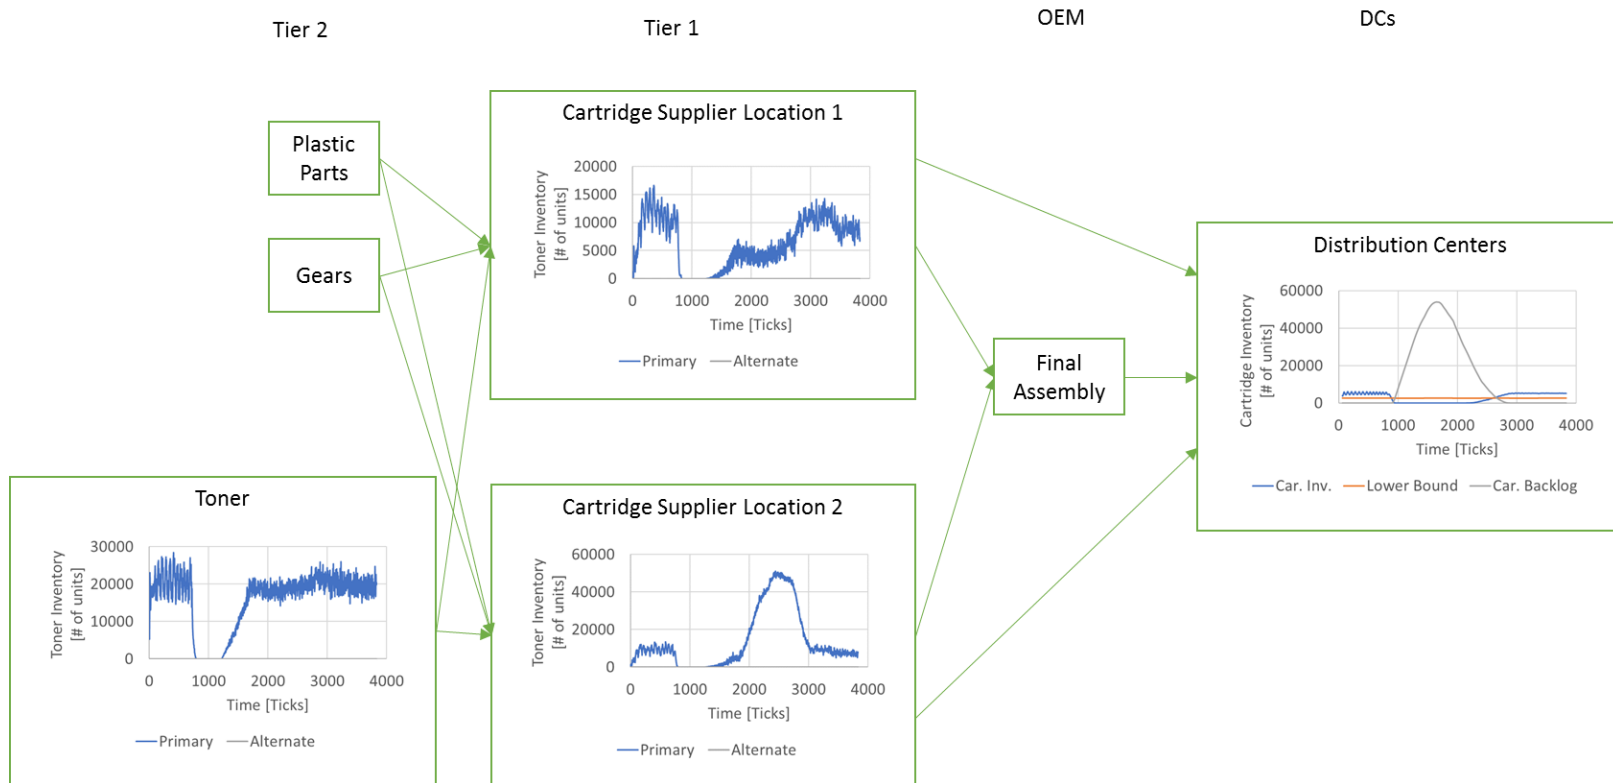 Tier 2
Tier 1
OEM
DCs
Plastic
Parts
Gears
Cartridge Supplier Location 1
Toner Inventory
[# of units]
20000
15000
10000
5000
0
0 1000 2000 3000 4000
Time [Ticks]
Primary Alternate
Final
Assembly
Distribution Centers
Cartridge Inventory
[# of units]
60000
40000
20000
0
0 1000 2000 3000 4000
Time [Ticks]
Car. Inv. Lower Bound Car. Backlog
Toner
Toner Inventory
[# of units]
30000
20000
10000
0
0 1000 2000 3000 4000
Time [Ticks]
Primary Alternate
Cartridge Supplier Location 2
Toner Inventory
[# of units]
60000
40000
20000
0
0 1000 2000 3000 4000
Time [Ticks]
Primary Alternate